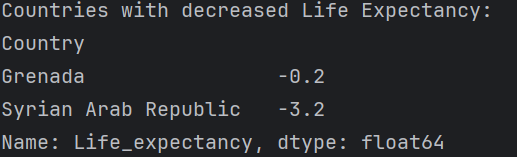 Countries with decreased Life Expectancy:
Country
Grenada                -0.2
Syrian Arab Republic   -3.2
Name: Life_expectancy, dtype: float64